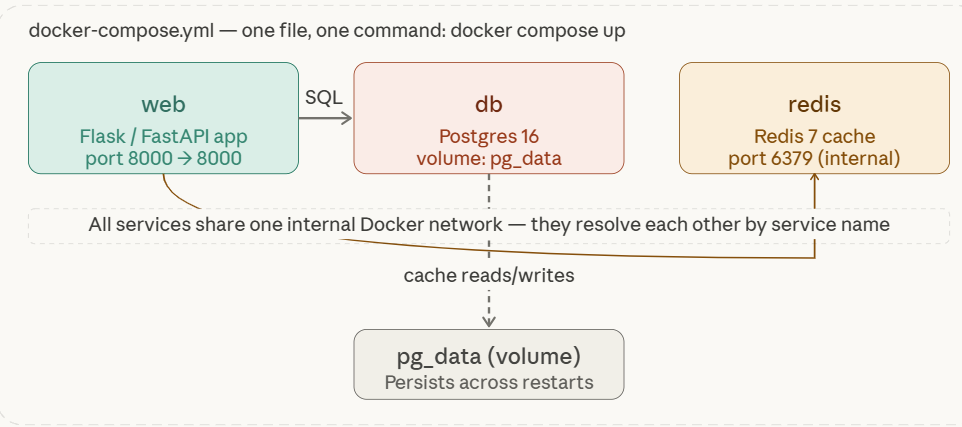 docker-compose.yml — one file, one command: docker compose up
web
Flask / FastAPI app
port 8000 → 8000
SQL
db
Postgres 16
volume: pg_data
redis
Redis 7 cache
port 6379 (internal)
All services share one internal Docker network — they resolve each other by service name
cache reads/writes
pg_data (volume)
Persists across restarts